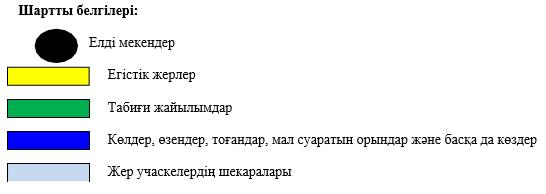 Шартты белгілері:
Елді мекендер
Егістік жерлер
Табиғи жайылымдар
Көлдер, өзендер, тоғандар, мал суаратын орындар және басқа да көздер
Жер учаскелердің шекаралары